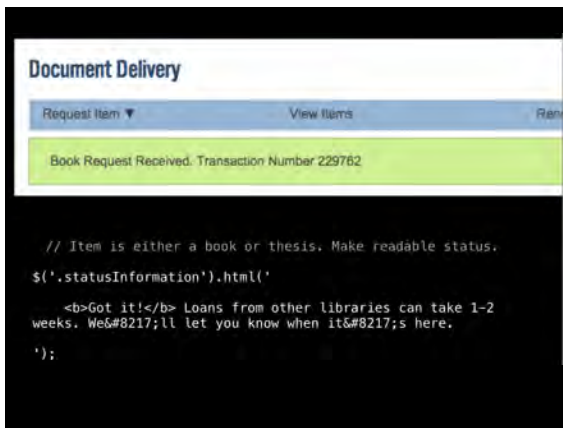 Document Delivery
Request Item ▼ View Items
Book Request Received. Transaction Number 229762
// Item is either a book or thesis. Make readable status.
$('.statusInformation').html('
<b>Got it!</b> Loans from other libraries can take 1-2
weeks. We&#8217;ll let you know when it&#8217;s here.
');